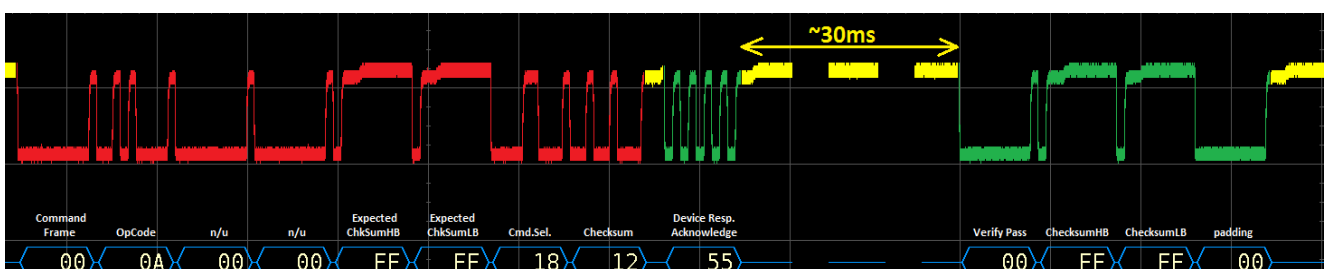 ~30ms
Command Frame
OpCode
n/u
n/u
Expected ChkSumHB
Expected ChkSumLB
Cmd.Sel.
Checksum
Device Resp. Acknowledge
Verify Pass
ChecksumHB
ChecksumLB
padding
00 0A 00 00 FF FF 18 12 55 00 FF FF 00